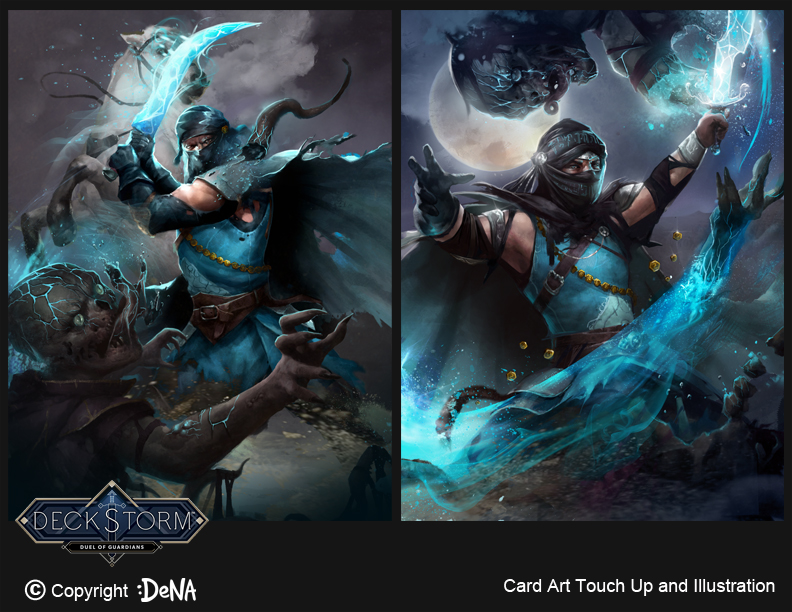 DECKSTORM
DUEL OF GUARDIANS
© Copyright :DeNA
Card Art Touch Up and Illustration